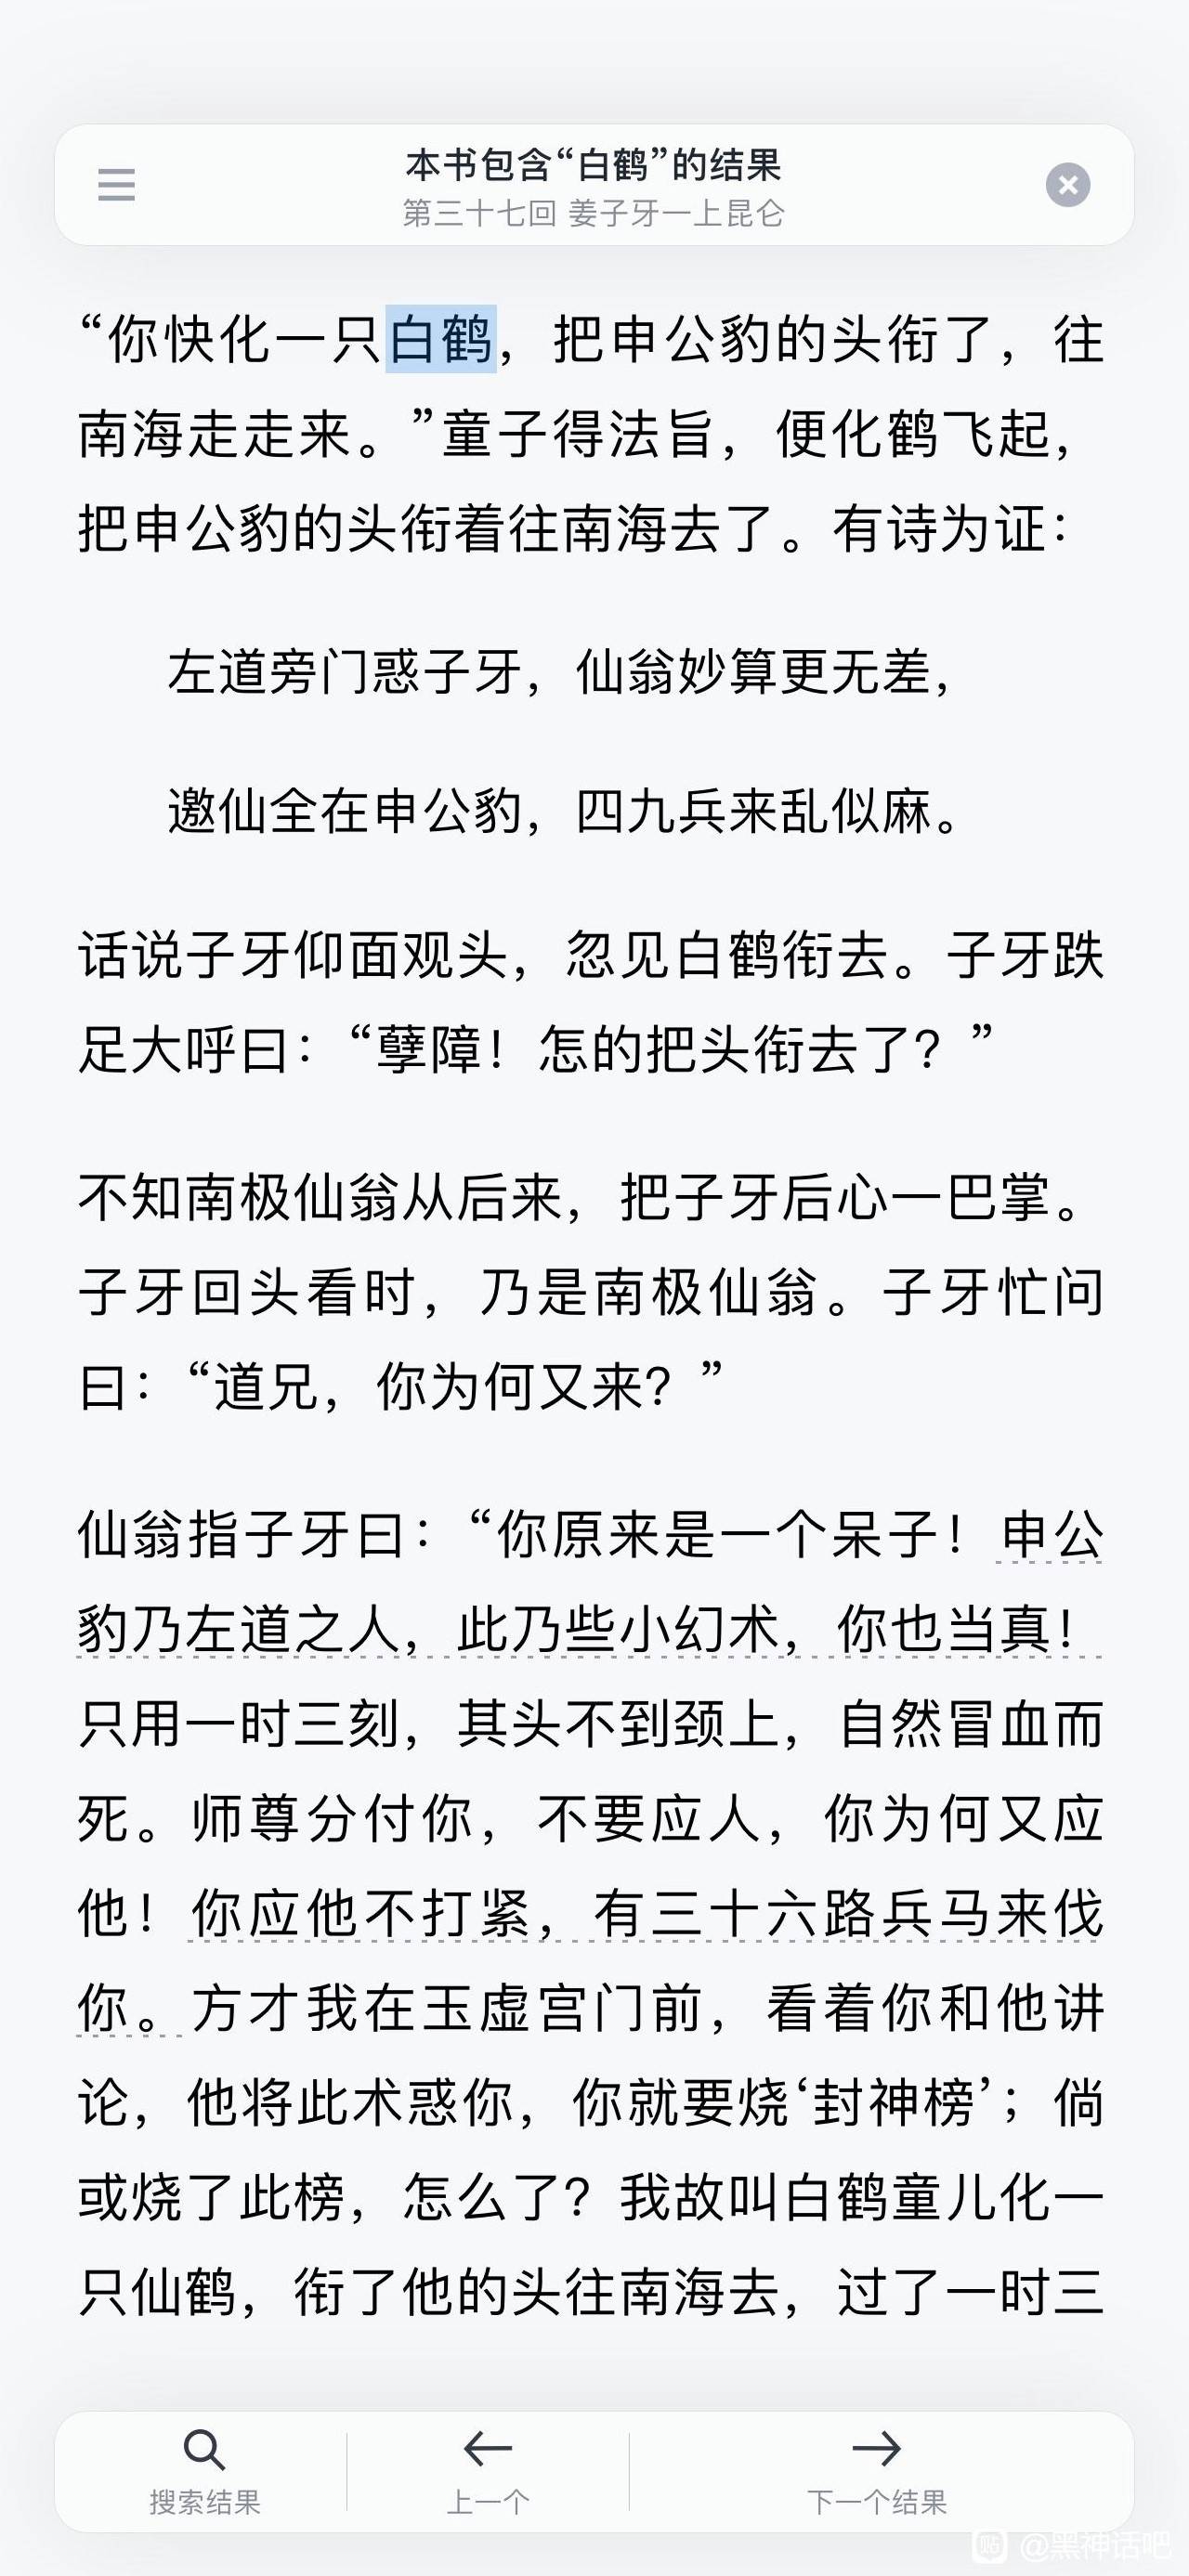 本书包含“白鹤”的结果
第三十七回 姜子牙一上昆仑
“你快化一只白鹤，把申公豹的头衔了，往
南海走走来。”童子得法旨，便化鹤飞起，
把申公豹的头衔着往南海去了。有诗为证：
左道旁门惑子牙，仙翁妙算更无差，
邀仙全在申公豹，四九兵来乱似麻。
话说子牙仰面观头，忽见白鹤衔去。子牙跌
足大呼曰：“孽障！怎的把头衔去了？”
不知南极仙翁从后来，把子牙后心一巴掌。
子牙回头看时，乃是南极仙翁。子牙忙问
曰：“道兄，你为何又来？”
仙翁指子牙曰：“你原来是一个呆子！申公
豹乃左道之人，此乃些小幻术，你也当真！
只用一时三刻，其头不到颈上，自然冒血而
死。师尊分付你，不要应人，你为何又应
他！你应他不打紧，有三十六路兵马来伐
你。方才我在玉虚宫门前，看着你和他讲
论，他将此术惑你，你就要烧‘封神榜’；倘
或烧了此榜，怎么了？我故叫白鹤童儿化一
只仙鹤，衔了他的头往南海去，过了一时三
搜索结果
上一个
下一个结果
贴 @黑神话吧